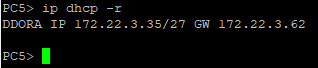 PC5> ip dhcp -r
DDORA IP 172.22.3.35/27 GW 172.22.3.62
PC5>